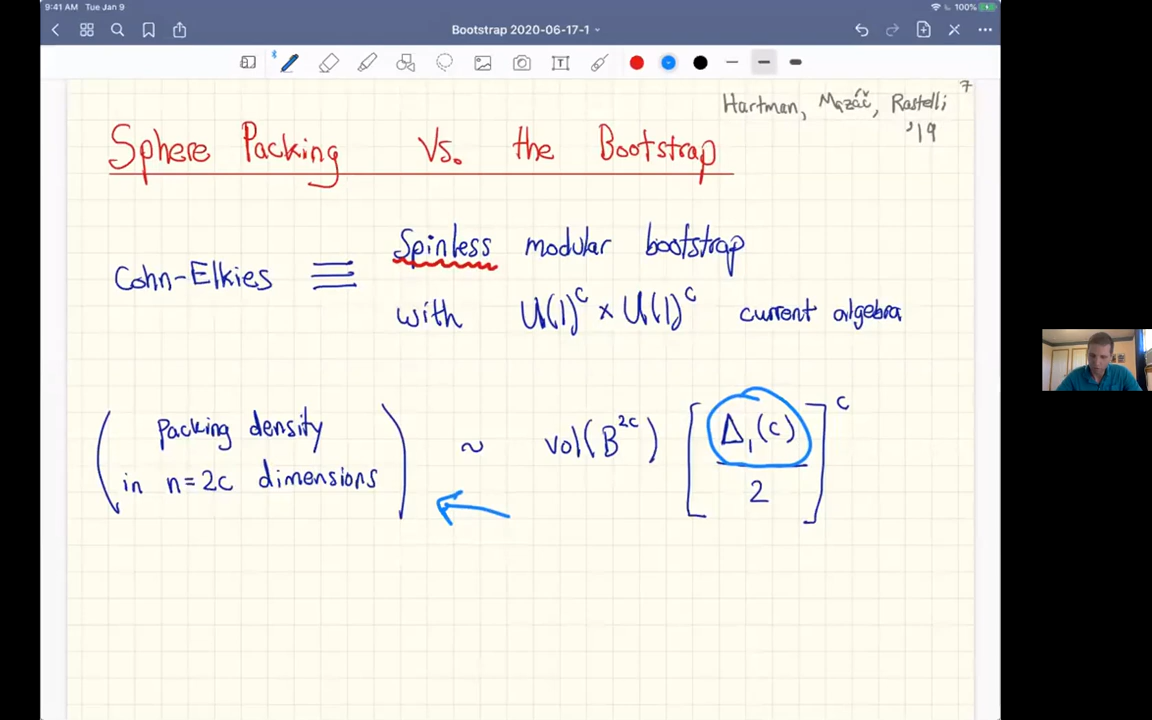 9:41 AM Tue Jan 9
100%
Bootstrap 2020-06-17-1
7
Hartman, Mazáč, Rastelli
'19
Sphere Packing Vs. the Bootstrap
Spinless modular bootstrap
Cohn-Elkies ≡
with U(1)^c × U(1)^c current algebra
(Packing density in n=2c dimensions) ~ vol(B^{2c}) [Δ₁(c) / 2]^c